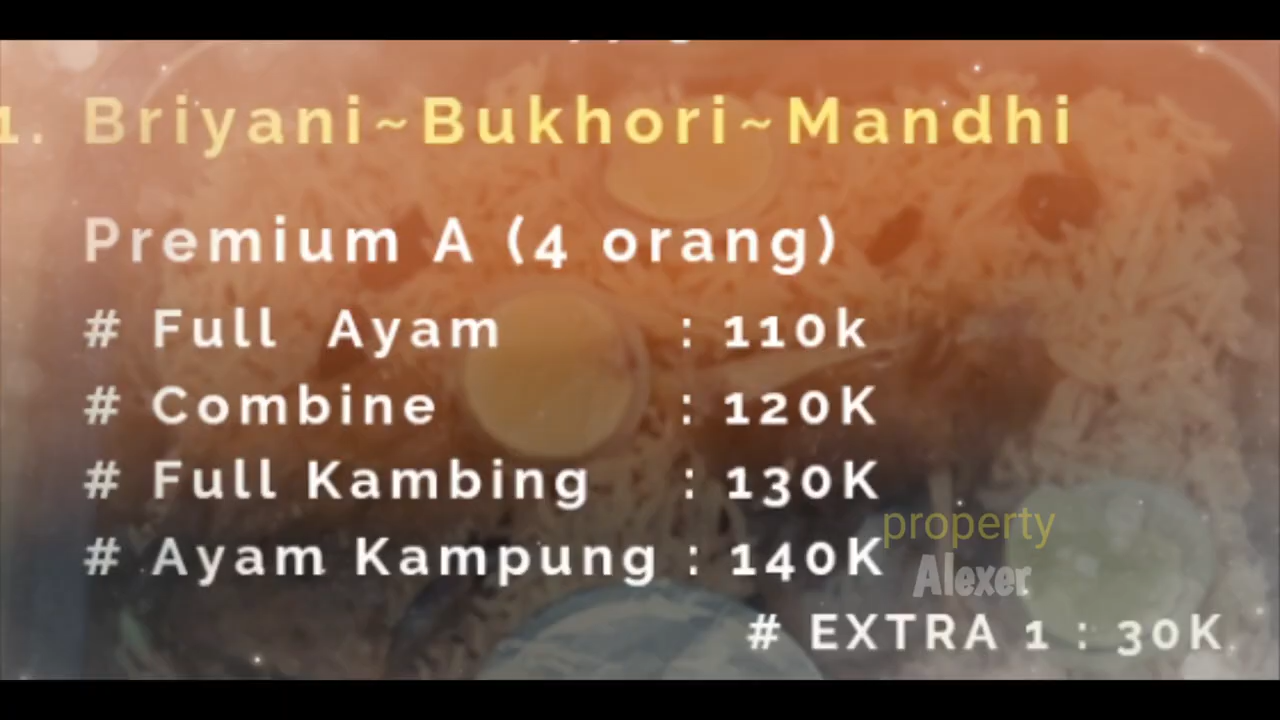 1. Briyani~Bukhori~Mandhi
Premium A (4 orang)
# Full Ayam : 110k
# Combine : 120K
# Full Kambing : 130K
# Ayam Kampung : 140K
property
Alexer
# EXTRA 1 : 30K